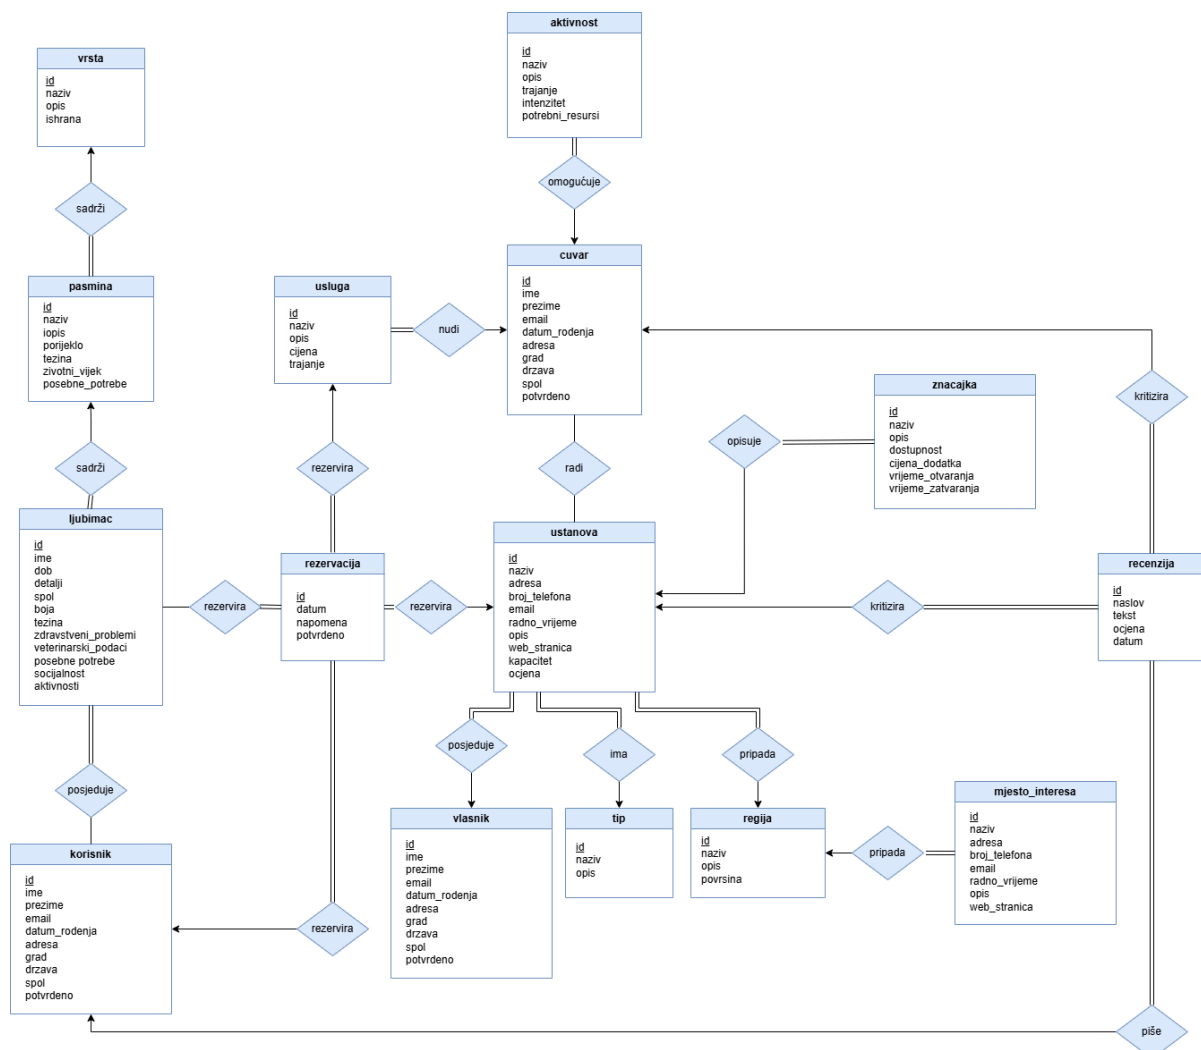 aktivnost
id
naziv
opis
trajanje
intenzitet
potrebni_resursi
vrsta
id
naziv
opis
ishrana
omogućuje
sadrži
cuvar
id
ime
prezime
email
datum_rodenja
adresa
grad
drzava
spol
potvrdeno
pasmina
id
naziv
iopis
porijeklo
tezina
zivotni_vijek
posebne_potrebe
usluga
id
naziv
opis
cijena
trajanje
nudi
kritizira
znacajka
id
naziv
opis
dostupnost
cijena_dodatka
vrijeme_otvaranja
vrijeme_zatvaranja
opisuje
sadrži
rezervira
radi
ljubimac
id
ime
dob
detalji
spol
boja
tezina
zdravstveni_problemi
veterinarski_podaci
posebne potrebe
socijalnost
aktivnosti
rezervira
rezervacija
id
datum
napomena
potvrdeno
rezervira
ustanova
id
naziv
adresa
broj_telefona
email
radno_vrijeme
opis
web_stranica
kapacitet
ocjena
kritizira
recenzija
id
naslov
tekst
ocjena
datum
posjeduje
ima
pripada
posjeduje
vlasnik
id
ime
prezime
email
datum_rodenja
adresa
grad
drzava
spol
potvrdeno
tip
id
naziv
opis
regija
id
naziv
opis
povrsina
pripada
mjesto_interesa
id
naziv
adresa
broj_telefona
email
radno_vrijeme
opis
web_stranica
korisnik
id
ime
prezime
email
datum_rodenja
adresa
grad
drzava
spol
potvrdeno
rezervira
piše